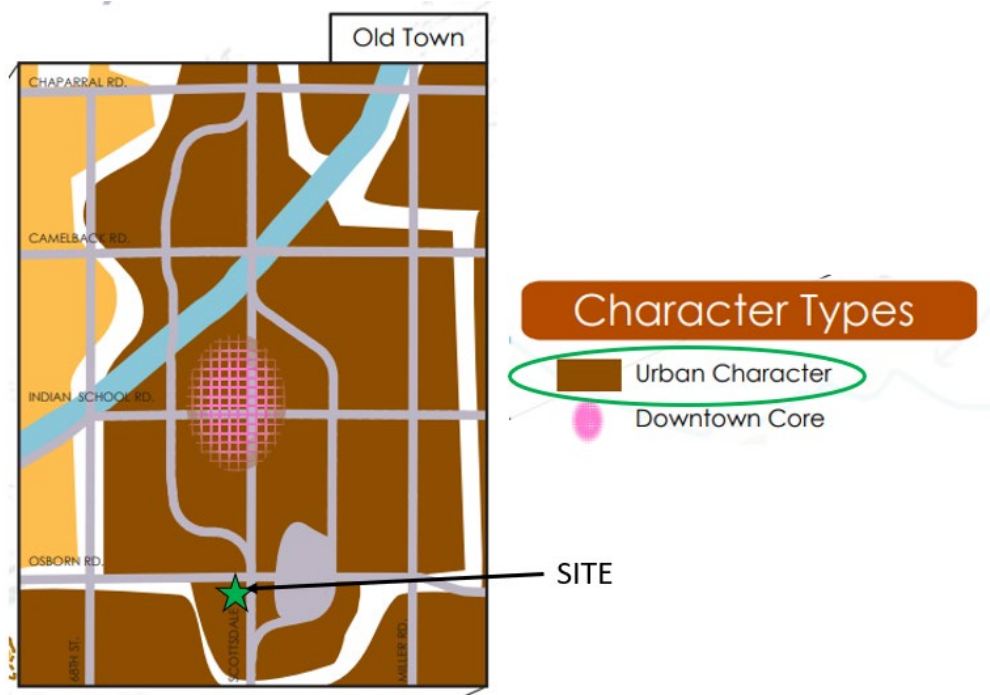 Old Town
CHAPARRAL RD.
CAMELBACK RD.
INDIAN SCHOOL RD.
OSBORN RD.
68TH ST.
SCOTTSDALE
MILLER RD.
SITE
Character Types
Urban Character
Downtown Core